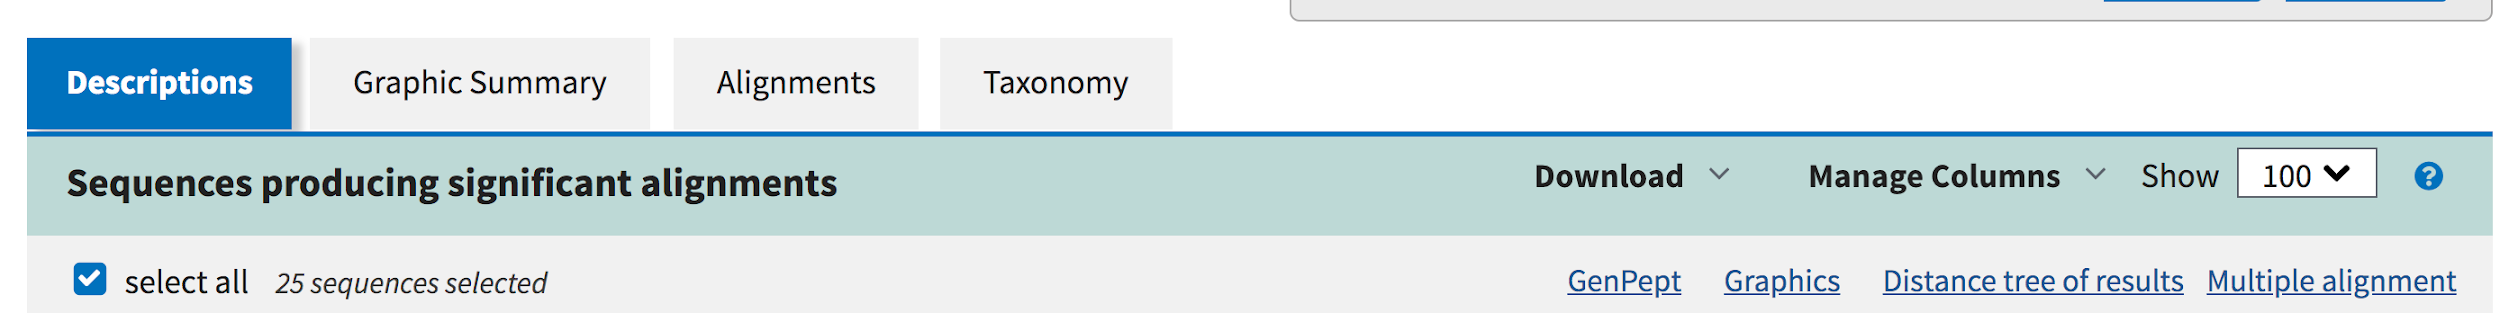 Descriptions Graphic Summary Alignments Taxonomy
Sequences producing significant alignments Download Manage Columns Show 100 ?
select all 25 sequences selected GenPept Graphics Distance tree of results Multiple alignment